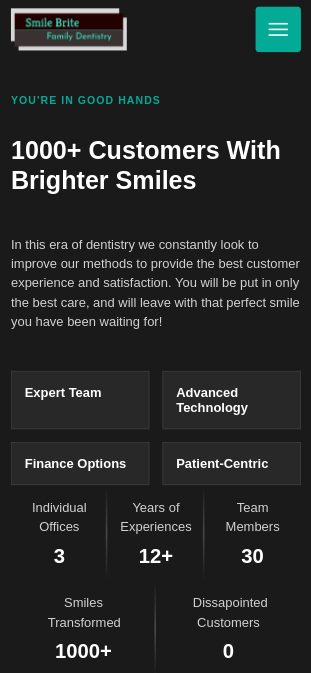 Smile Brite
Family Dentistry
YOU'RE IN GOOD HANDS
1000+ Customers With
Brighter Smiles
In this era of dentistry we constantly look to
improve our methods to provide the best customer
experience and satisfaction. You will be put in only
the best care, and will leave with that perfect smile
you have been waiting for!
Expert Team
Advanced
Technology
Finance Options
Patient-Centric
Individual
Offices
3
Years of
Experiences
12+
Team
Members
30
Smiles
Transformed
1000+
Dissapointed
Customers
0